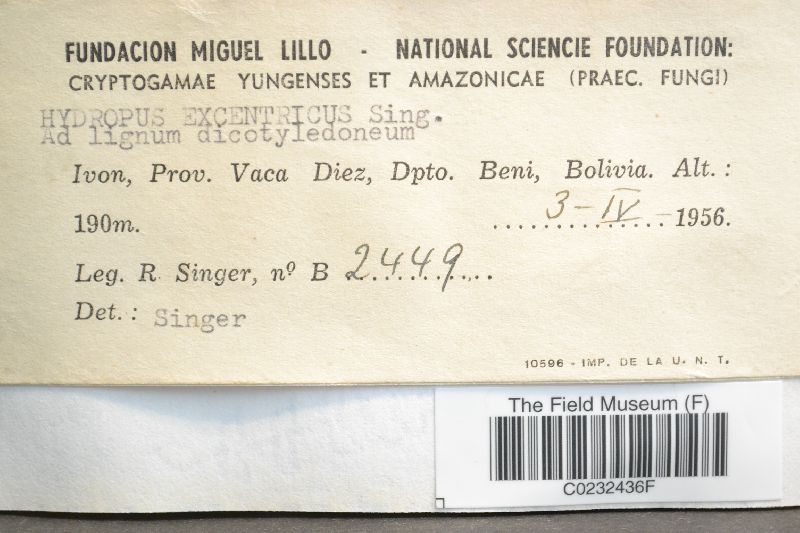 FUNDACION MIGUEL LILLO - NATIONAL SCIENCIE FOUNDATION:
CRYPTOGAMAE YUNGENSES ET AMAZONICAE (PRAEC. FUNGI)
HYDROPUS EXCENTRICUS Sing.
Ad lignum dicotyledoneum
Ivon, Prov. Vaca Diez, Dpto. Beni, Bolivia. Alt.:
190m. 3-IV-1956.
Leg. R. Singer, nº B 2449
Det.: Singer
10596 - IMP. DE LA U. N. T.
The Field Museum (F)
C0232436F